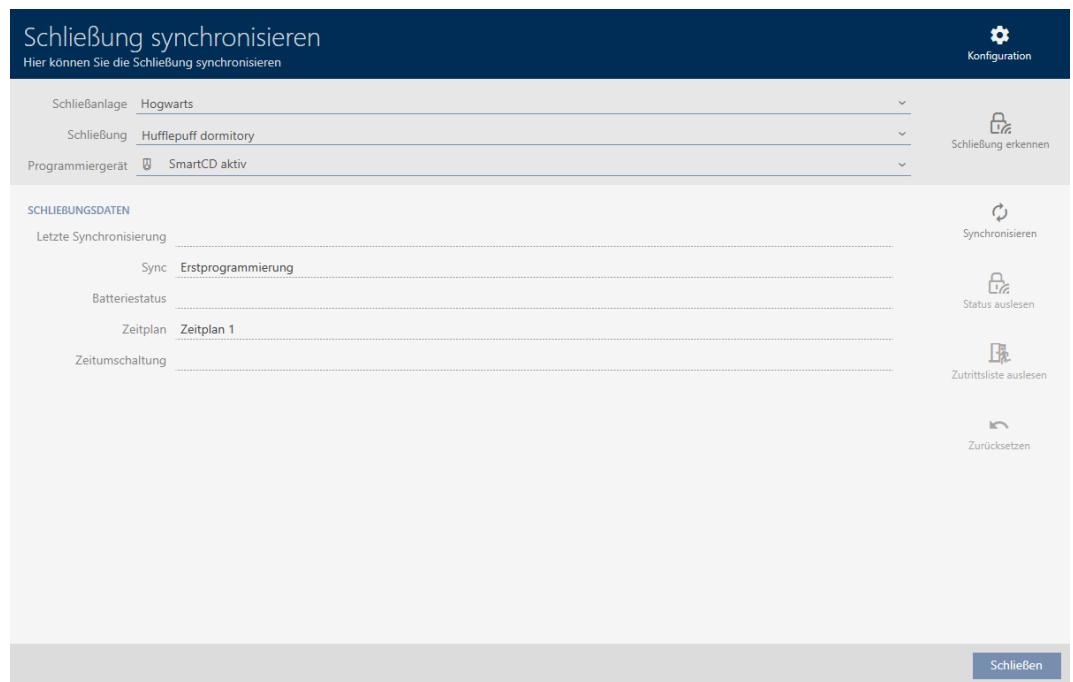 Schließung synchronisieren
Hier können Sie die Schließung synchronisieren
Konfiguration
Schließanlage Hogwarts
Schließung Hufflepuff dormitory
Programmiergerät SmartCD aktiv
Schließung erkennen
SCHLIEßUNGSDATEN
Letzte Synchronisierung
Sync Erstprogrammierung
Batteriestatus
Zeitplan Zeitplan 1
Zeitumschaltung
Synchronisieren
Status auslesen
Zutrittsliste auslesen
Zurücksetzen
Schließen